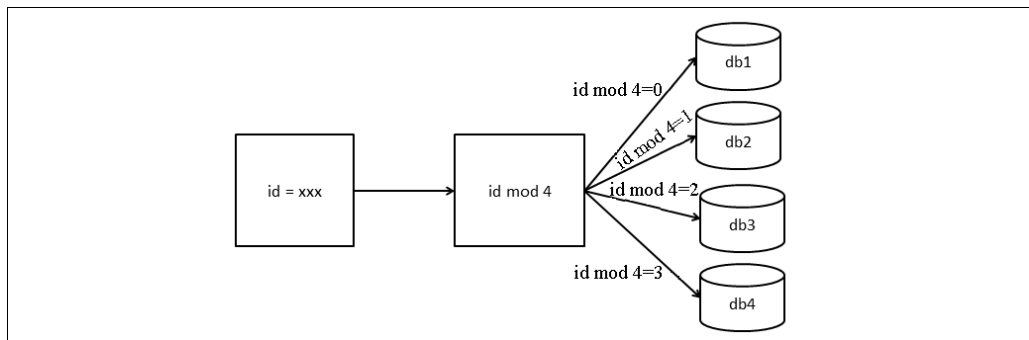 id = xxx
id mod 4
id mod 4=0
id mod 4=1
id mod 4=2
id mod 4=3
db1
db2
db3
db4